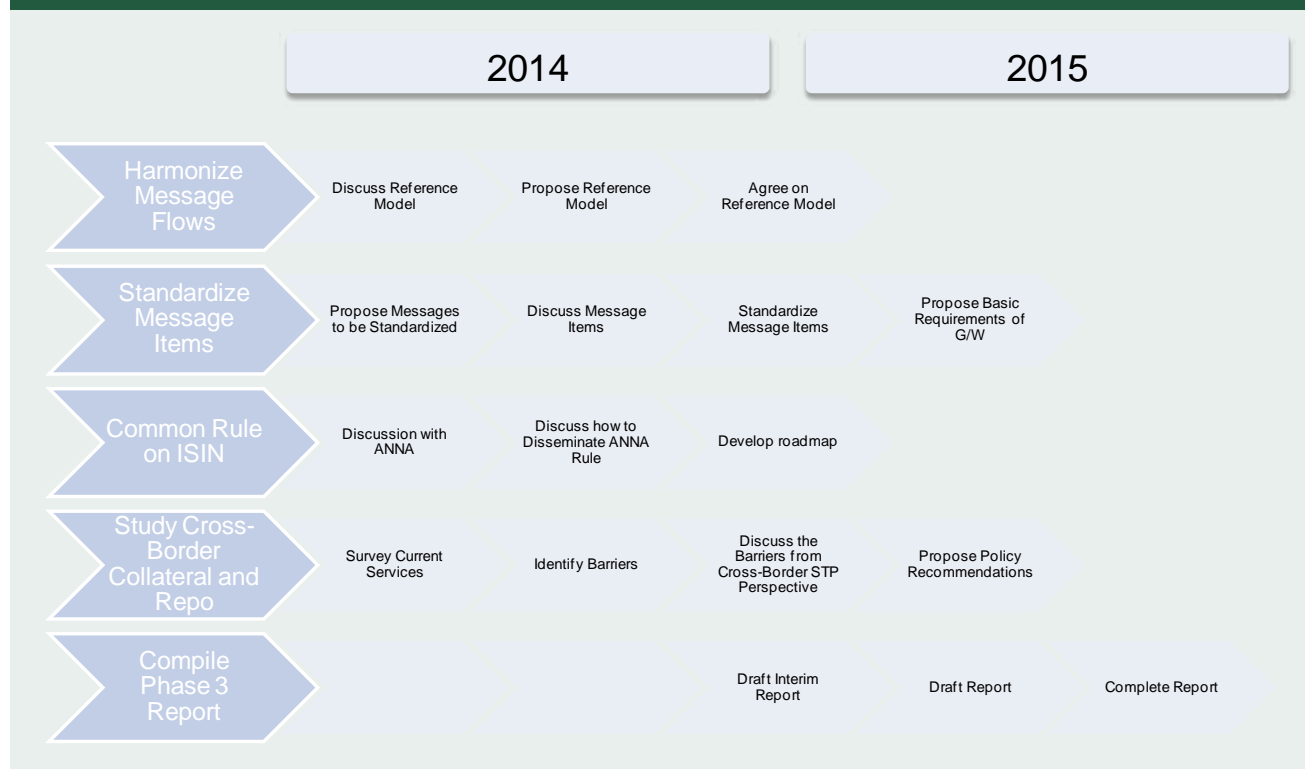 2014
2015
Harmonize
Message
Flows
Discuss Reference
Model
Propose Reference
Model
Agree on
Reference Model
Standardize
Message
Items
Propose Messages
to be Standardized
Discuss Message
Items
Standardize
Message Items
Propose Basic
Requirements of
G/W
Common Rule
on ISIN
Discussion with
ANNA
Discuss how to
Disseminate ANNA
Rule
Develop roadmap
Study Cross-
Border
Collateral and
Repo
Survey Current
Services
Identify Barriers
Discuss the
Barriers from
Cross-Border STP
Perspective
Propose Policy
Recommendations
Compile
Phase 3
Report
Draft Interim
Report
Draft Report
Complete Report